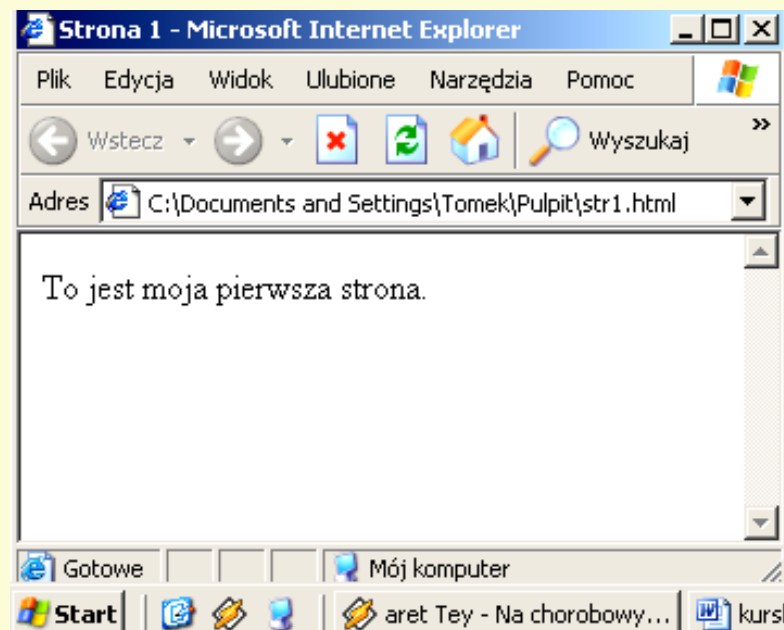 Strona 1 - Microsoft Internet Explorer
Plik Edycja Widok Ulubione Narzędzia Pomoc
Wstecz Wyszukaj »
Adres C:\Documents and Settings\Tomek\Pulpit\str1.html
To jest moja pierwsza strona.
Gotowe Mój komputer
Start aret Tey - Na chorobowy... kurs